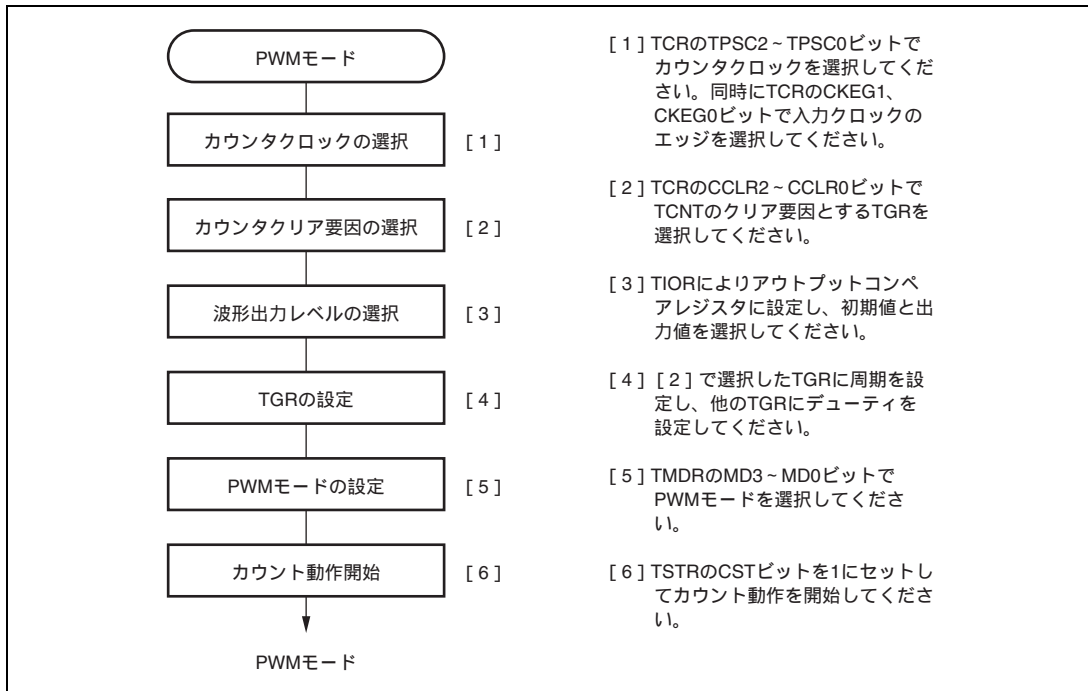 PWMモード
カウンタクロックの選択 [ 1 ]
カウンタクリア要因の選択 [ 2 ]
波形出力レベルの選択 [ 3 ]
TGRの設定 [ 4 ]
PWMモードの設定 [ 5 ]
カウント動作開始 [ 6 ]
PWMモード
[ 1 ] TCRのTPSC2～TPSC0ビットで
カウンタクロックを選択してくだ
さい。同時にTCRのCKEG1、
CKEG0ビットで入力クロックの
エッジを選択してください。
[ 2 ] TCRのCCLR2～CCLR0ビットで
TCNTのクリア要因とするTGRを
選択してください。
[ 3 ] TIORによりアウトプットコンペ
アレジスタに設定し、初期値と出
力値を選択してください。
[ 4 ] [ 2 ] で選択したTGRに周期を設
定し、他のTGRにデューティを
設定してください。
[ 5 ] TMDRのMD3～MD0ビットで
PWMモードを選択してくださ
い。
[ 6 ] TSTRのCSTビットを1にセットし
てカウント動作を開始してくださ
い。